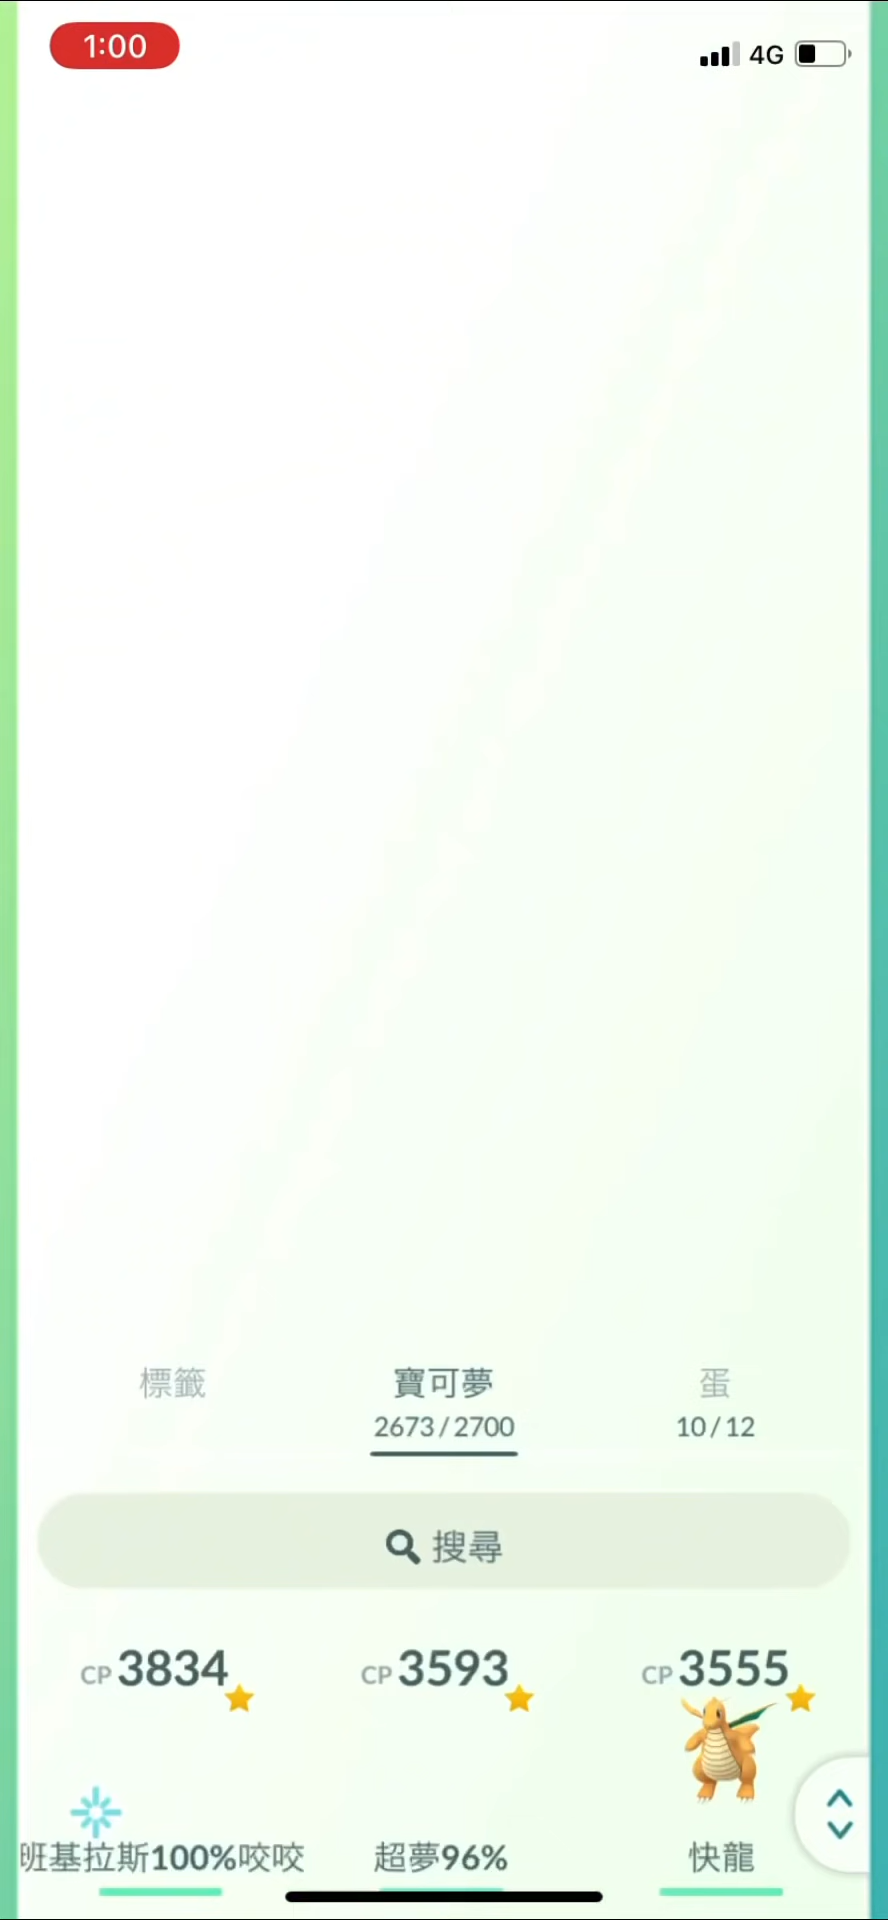 1:00
4G
標籤
寶可夢
蛋
2673/2700
10/12
搜尋
CP3834
CP3593
CP3555
班基拉斯100%咬咬
超夢96%
快龍